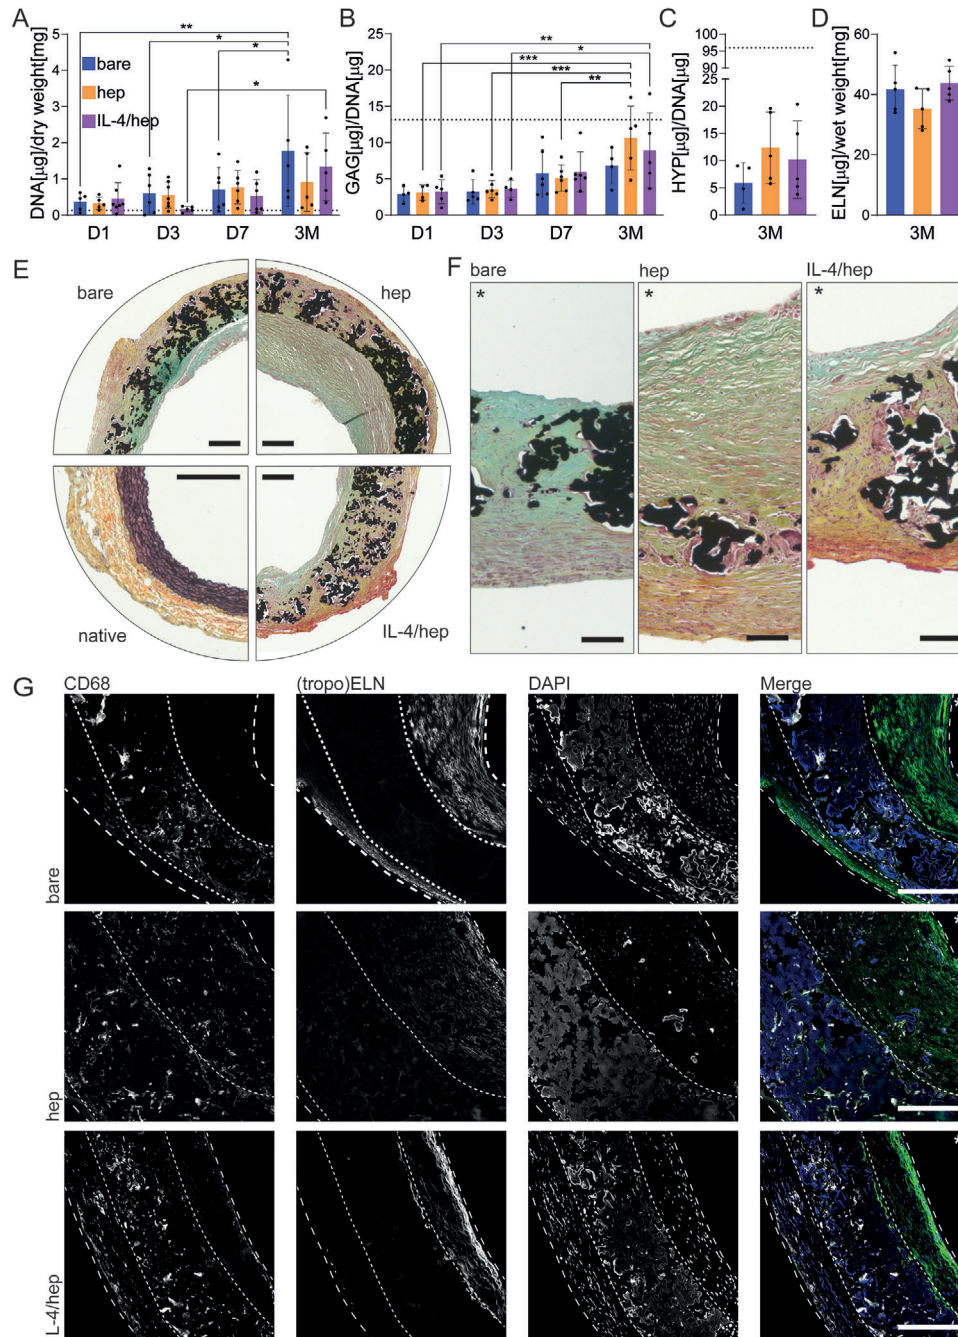 A
DNA[µg]/dry weight[mg]
5
4
3
2
1
0
**
*
*
*
bare
hep
IL-4/hep
D1
D3
D7
3M
B
GAG[µg]/DNA[µg]
25
20
15
10
5
0
**
*
***
***
**
D1
D3
D7
3M
C
HYP[µg]/DNA[µg]
100
95
90
25
20
15
10
5
0
3M
D
ELN[µg]/wet weight[mg]
60
40
20
0
3M
E
bare
hep
native
IL-4/hep
F
bare
hep
IL-4/hep
*
*
*
G
CD68
(tropo)ELN
DAPI
Merge
bare
hep
L-4/hep
*
*
*